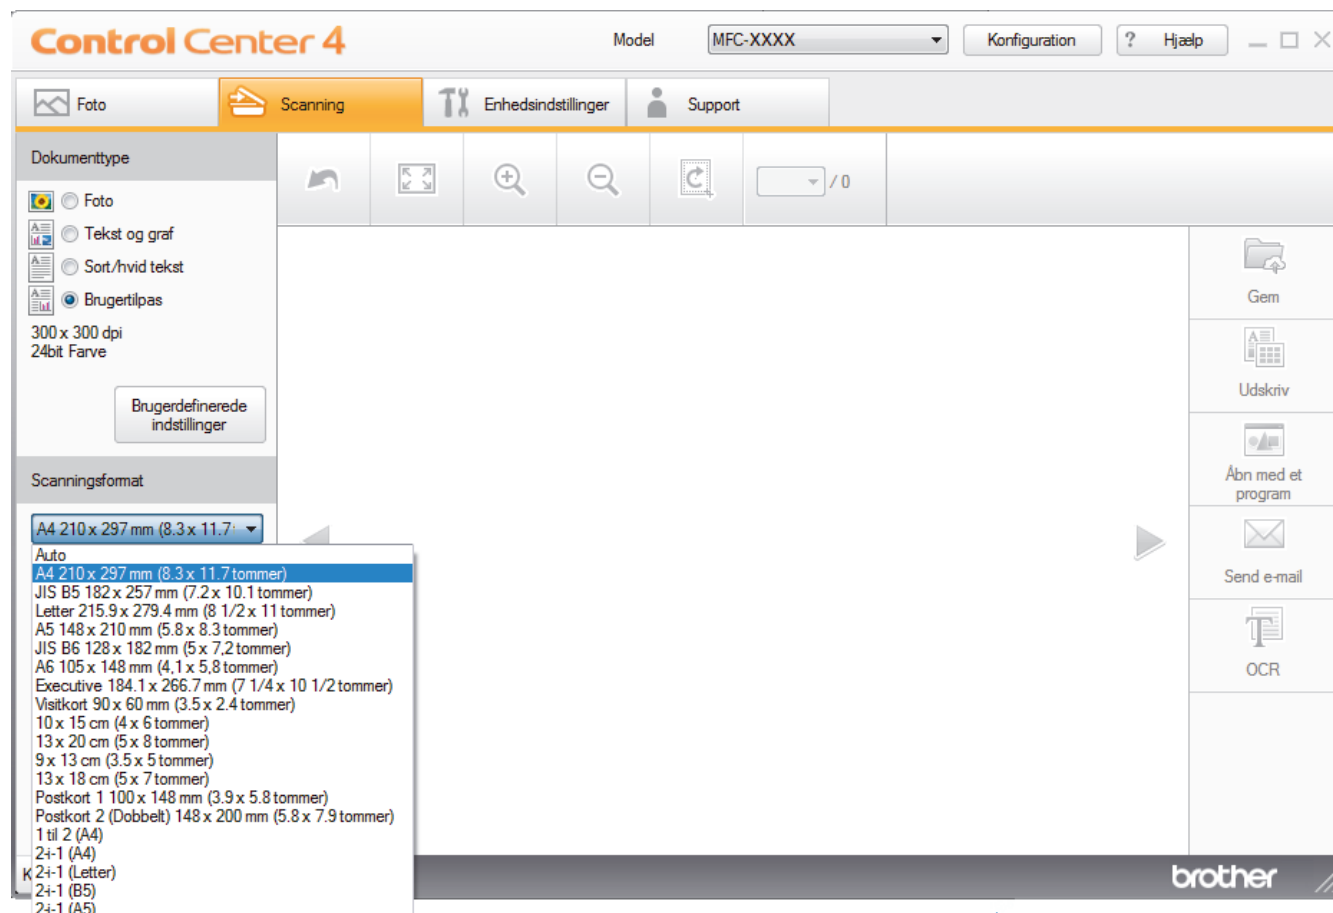 Control Center 4
Model
MFC-XXXX
Konfiguration
? Hjælp
Foto
Scanning
Enhedsindstillinger
Support
Dokumenttype
Foto
Tekst og graf
Sort/hvid tekst
Brugertilpas
300 x 300 dpi
24bit Farve
Brugerdefinerede
indstillinger
Scanningsformat
A4 210 x 297 mm (8.3 x 11.7
Auto
A4 210 x 297 mm (8.3 x 11.7 tommer)
JIS B5 182 x 257 mm (7.2 x 10.1 tommer)
Letter 215.9 x 279.4 mm (8 1/2 x 11 tommer)
A5 148 x 210 mm (5.8 x 8.3 tommer)
JIS B6 128 x 182 mm (5 x 7,2 tommer)
A6 105 x 148 mm (4,1 x 5,8 tommer)
Executive 184.1 x 266.7 mm (7 1/4 x 10 1/2 tommer)
Visitkort 90 x 60 mm (3.5 x 2.4 tommer)
10 x 15 cm (4 x 6 tommer)
13 x 20 cm (5 x 8 tommer)
9 x 13 cm (3.5 x 5 tommer)
13 x 18 cm (5 x 7 tommer)
Postkort 1 100 x 148 mm (3.9 x 5.8 tommer)
Postkort 2 (Dobbelt) 148 x 200 mm (5.8 x 7.9 tommer)
1 til 2 (A4)
2-i-1 (A4)
2-i-1 (Letter)
2-i-1 (B5)
2-i-1 (A5)
K
/ 0
Gem
Udskriv
Åbn med et
program
Send e-mail
OCR
brother